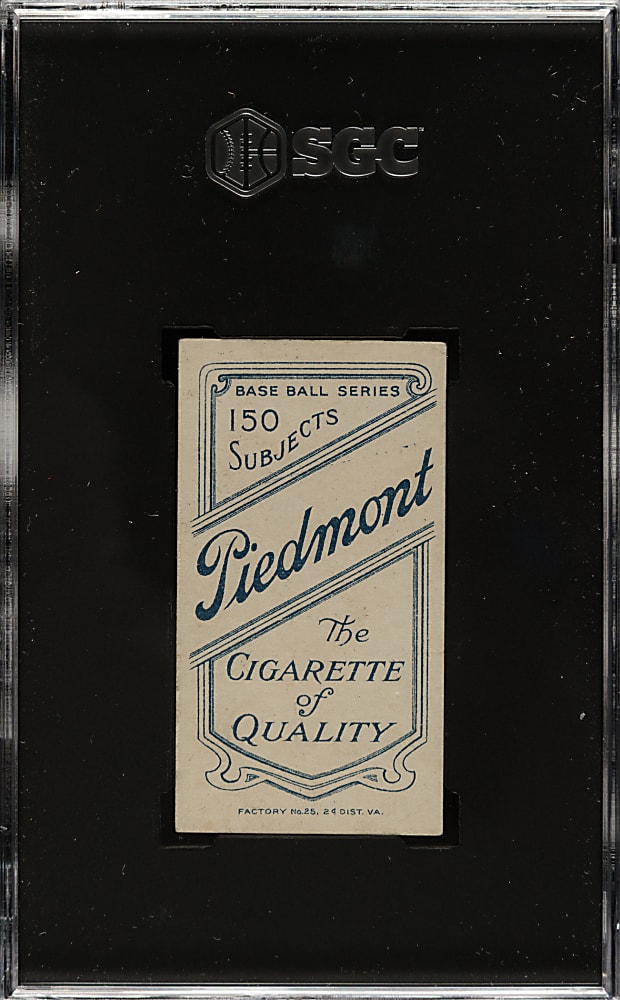 SGC
BASE BALL SERIES
150
SUBJECTS
Piedmont
The
CIGARETTE
of
QUALITY
FACTORY No. 25, 2d DIST. VA.